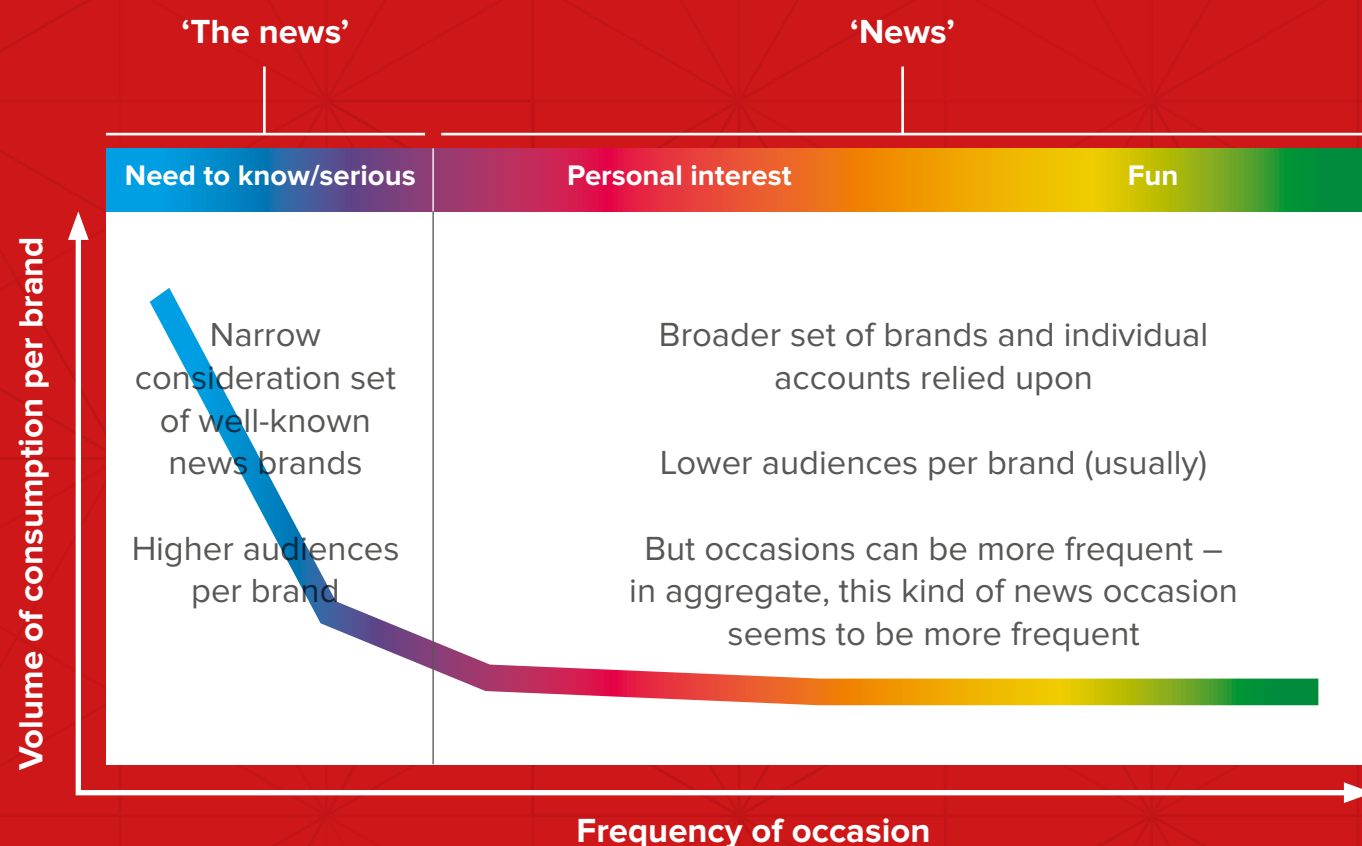 ‘The news’
‘News’
Need to know/serious
Personal interest
Fun
Volume of consumption per brand
Narrow
consideration set
of well-known
news brands
Higher audiences
per brand
Broader set of brands and individual
accounts relied upon
Lower audiences per brand (usually)
But occasions can be more frequent –
in aggregate, this kind of news occasion
seems to be more frequent
Frequency of occasion